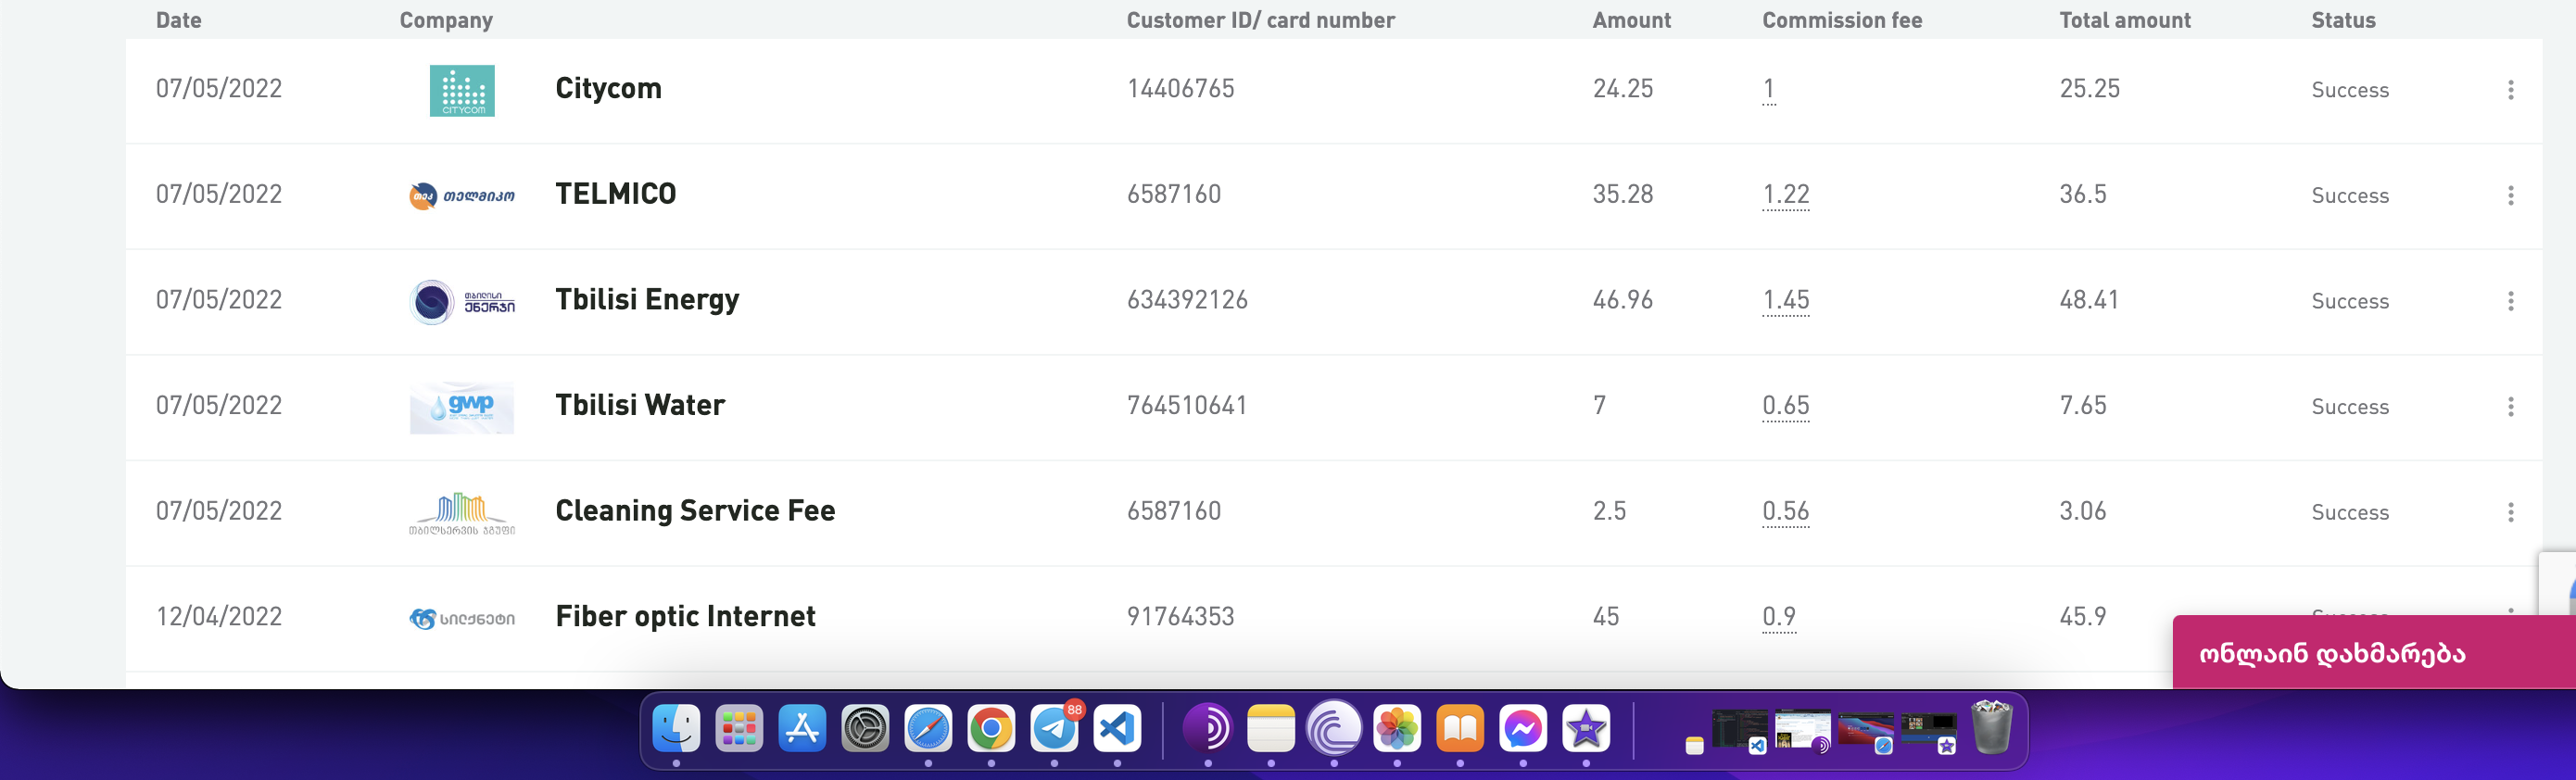 Date Company Customer ID/ card number Amount Commission fee Total amount Status
07/05/2022 CITYCOM Citycom 14406765 24.25 1 25.25 Success
07/05/2022 თეკ თელმიკო TELMICO 6587160 35.28 1.22 36.5 Success
07/05/2022 თბილისი ენერჯი Tbilisi Energy 634392126 46.96 1.45 48.41 Success
07/05/2022 gwp Tbilisi Water 764510641 7 0.65 7.65 Success
07/05/2022 თბილსერვის ჯგუფი Cleaning Service Fee 6587160 2.5 0.56 3.06 Success
12/04/2022 სილქნეტი Fiber optic Internet 91764353 45 0.9 45.9
ონლაინ დახმარება
88